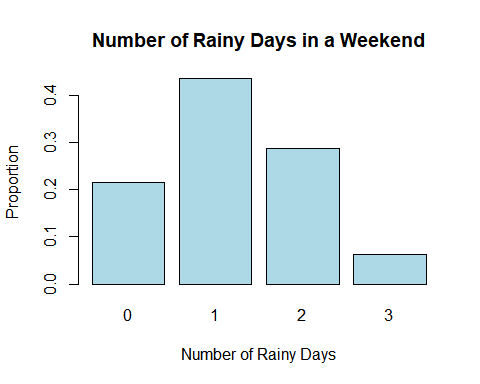 Number of Rainy Days in a Weekend
Proportion
0.4
0.3
0.2
0.1
0.0
0 1 2 3
Number of Rainy Days